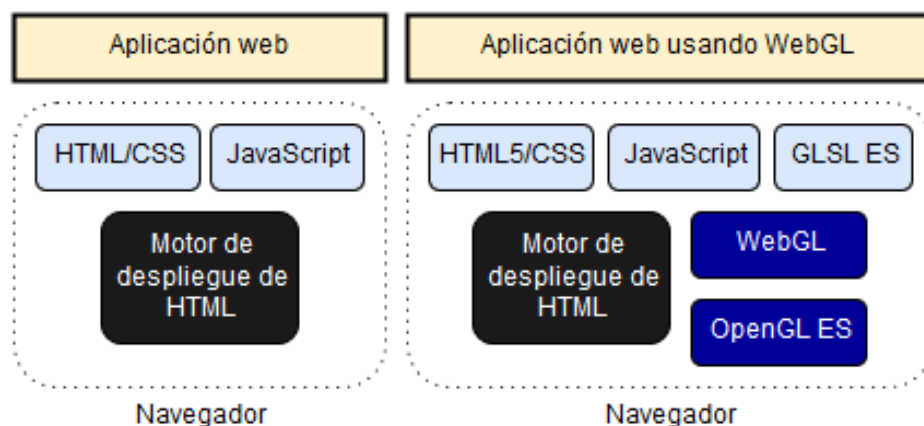 Aplicación web
Aplicación web usando WebGL
HTML/CSS
JavaScript
HTML5/CSS
JavaScript
GLSL ES
Motor de
despliegue de
HTML
Motor de
despliegue de
HTML
WebGL
OpenGL ES
Navegador
Navegador